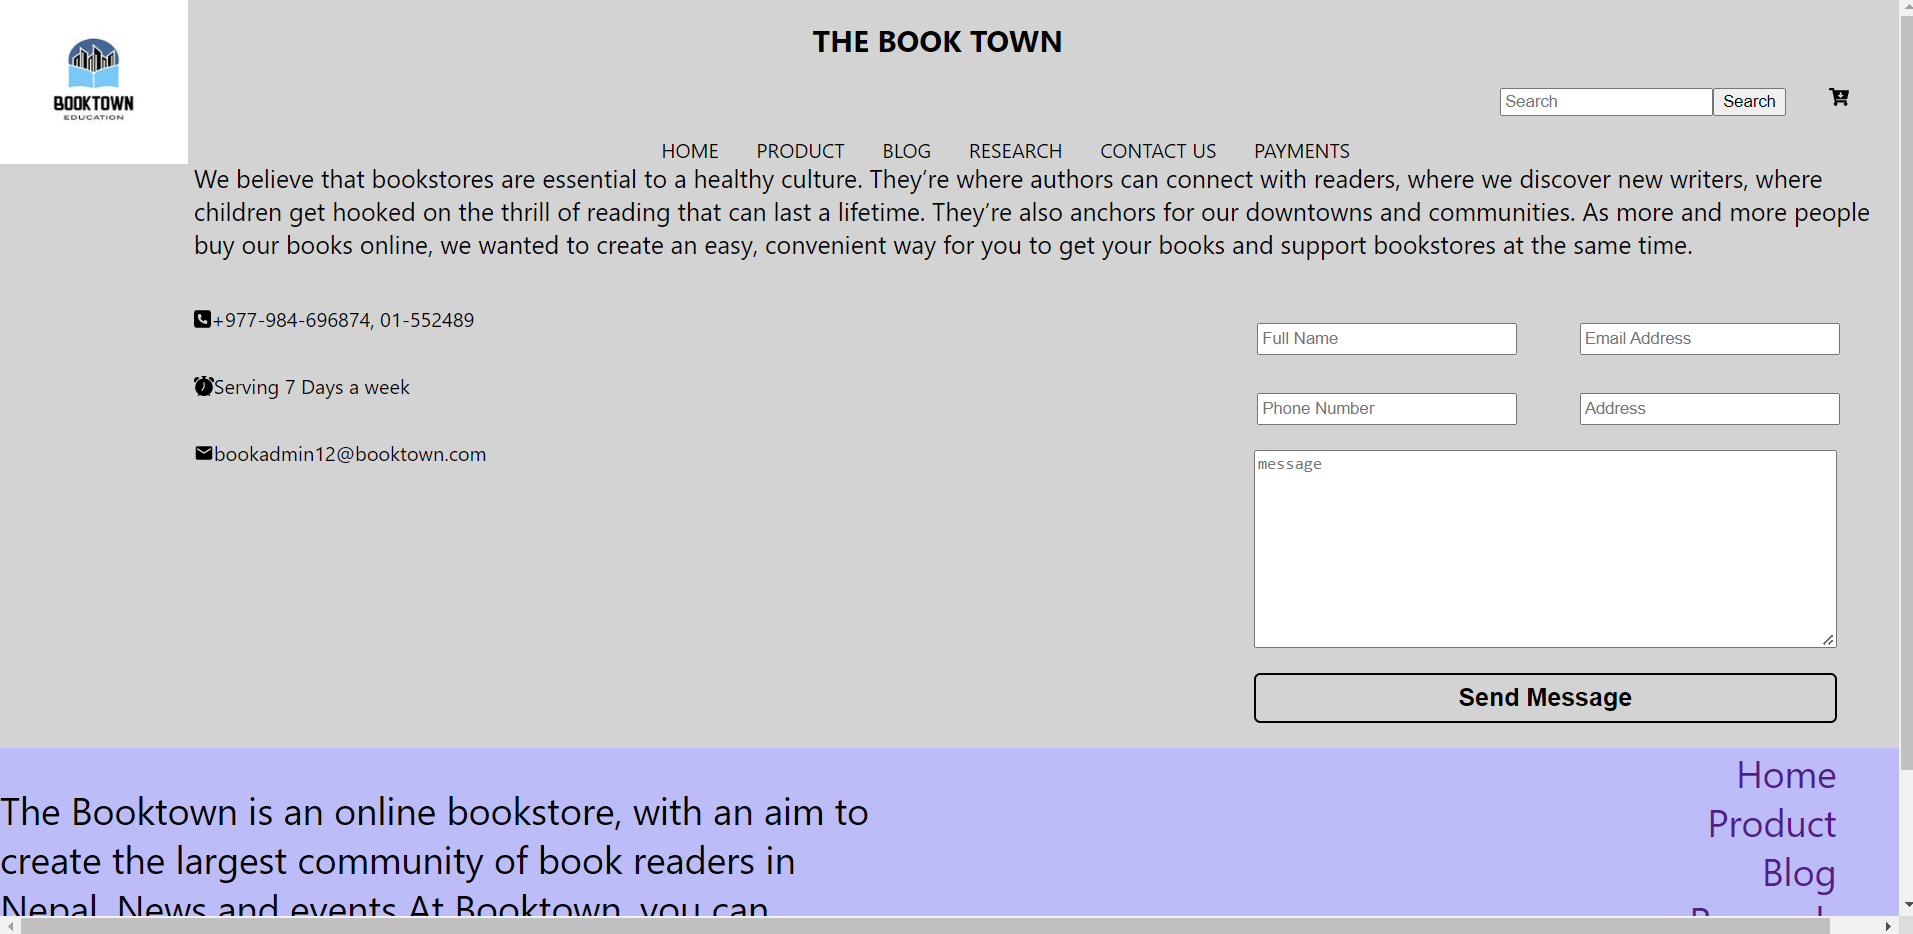 BOOKTOWN
EDUCATION
THE BOOK TOWN
Search Search
HOME PRODUCT BLOG RESEARCH CONTACT US PAYMENTS
We believe that bookstores are essential to a healthy culture. They’re where authors can connect with readers, where we discover new writers, where
children get hooked on the thrill of reading that can last a lifetime. They’re also anchors for our downtowns and communities. As more and more people
buy our books online, we wanted to create an easy, convenient way for you to get your books and support bookstores at the same time.
+977-984-696874, 01-552489
Serving 7 Days a week
bookadmin12@booktown.com
Full Name Email Address
Phone Number Address
message
Send Message
The Booktown is an online bookstore, with an aim to
create the largest community of book readers in
Nepal. News and events At Booktown, you can
Home
Product
Blog